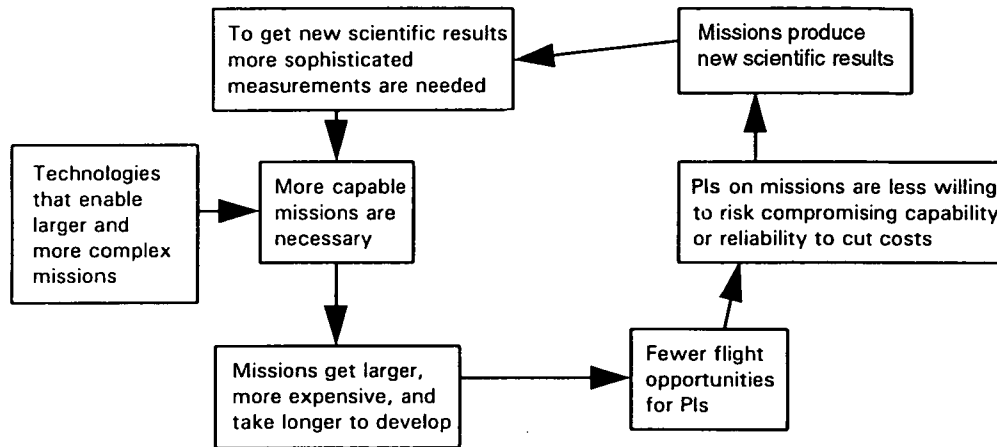 To get new scientific results
more sophisticated
measurements are needed
Missions produce
new scientific results
Technologies
that enable
larger and
more complex
missions
More capable
missions are
necessary
PIs on missions are less willing
to risk compromising capability
or reliability to cut costs
Missions get larger,
more expensive, and
take longer to develop
Fewer flight
opportunities
for PIs